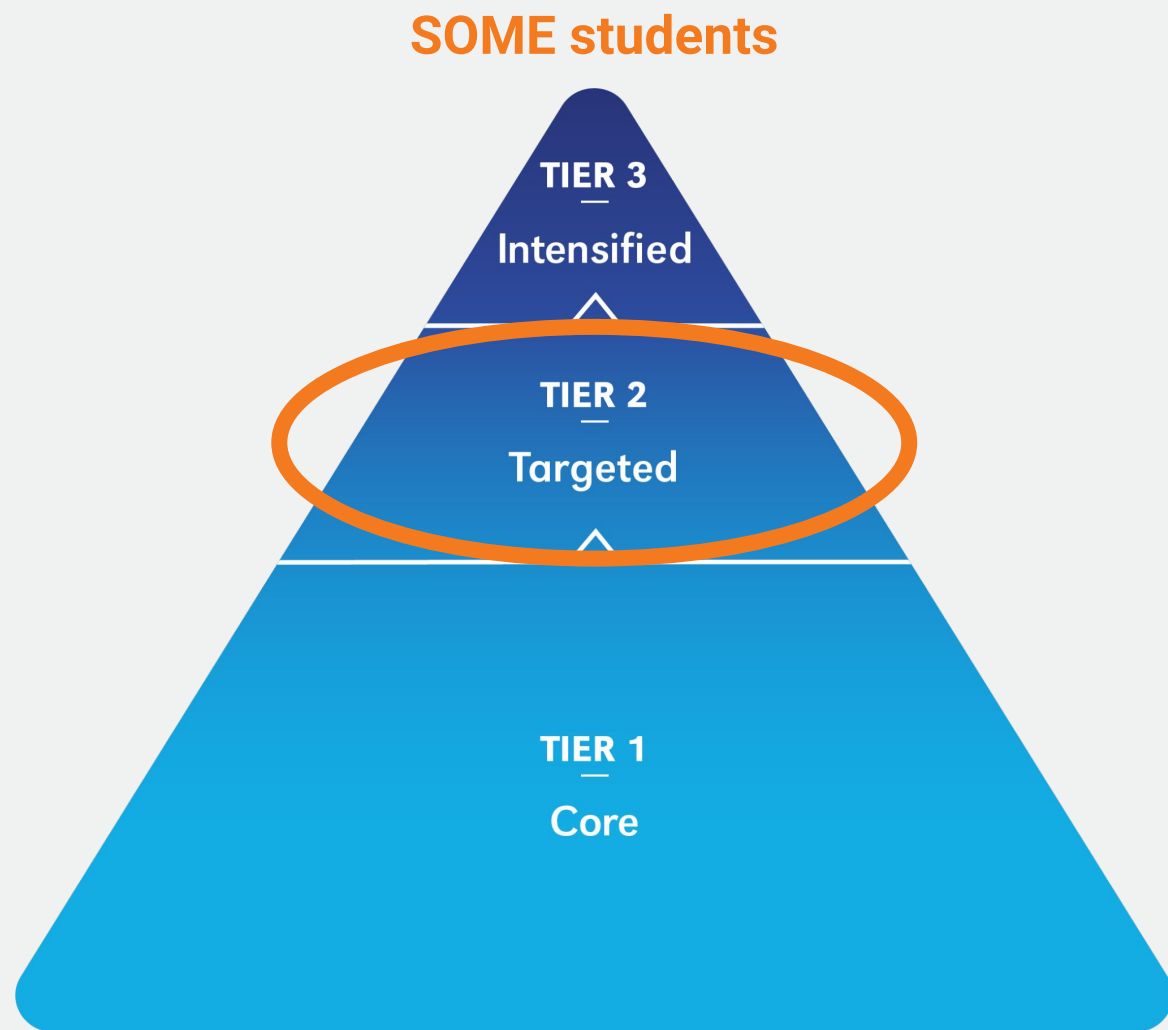 SOME students
TIER 3
Intensified
TIER 2
Targeted
TIER 1
Core